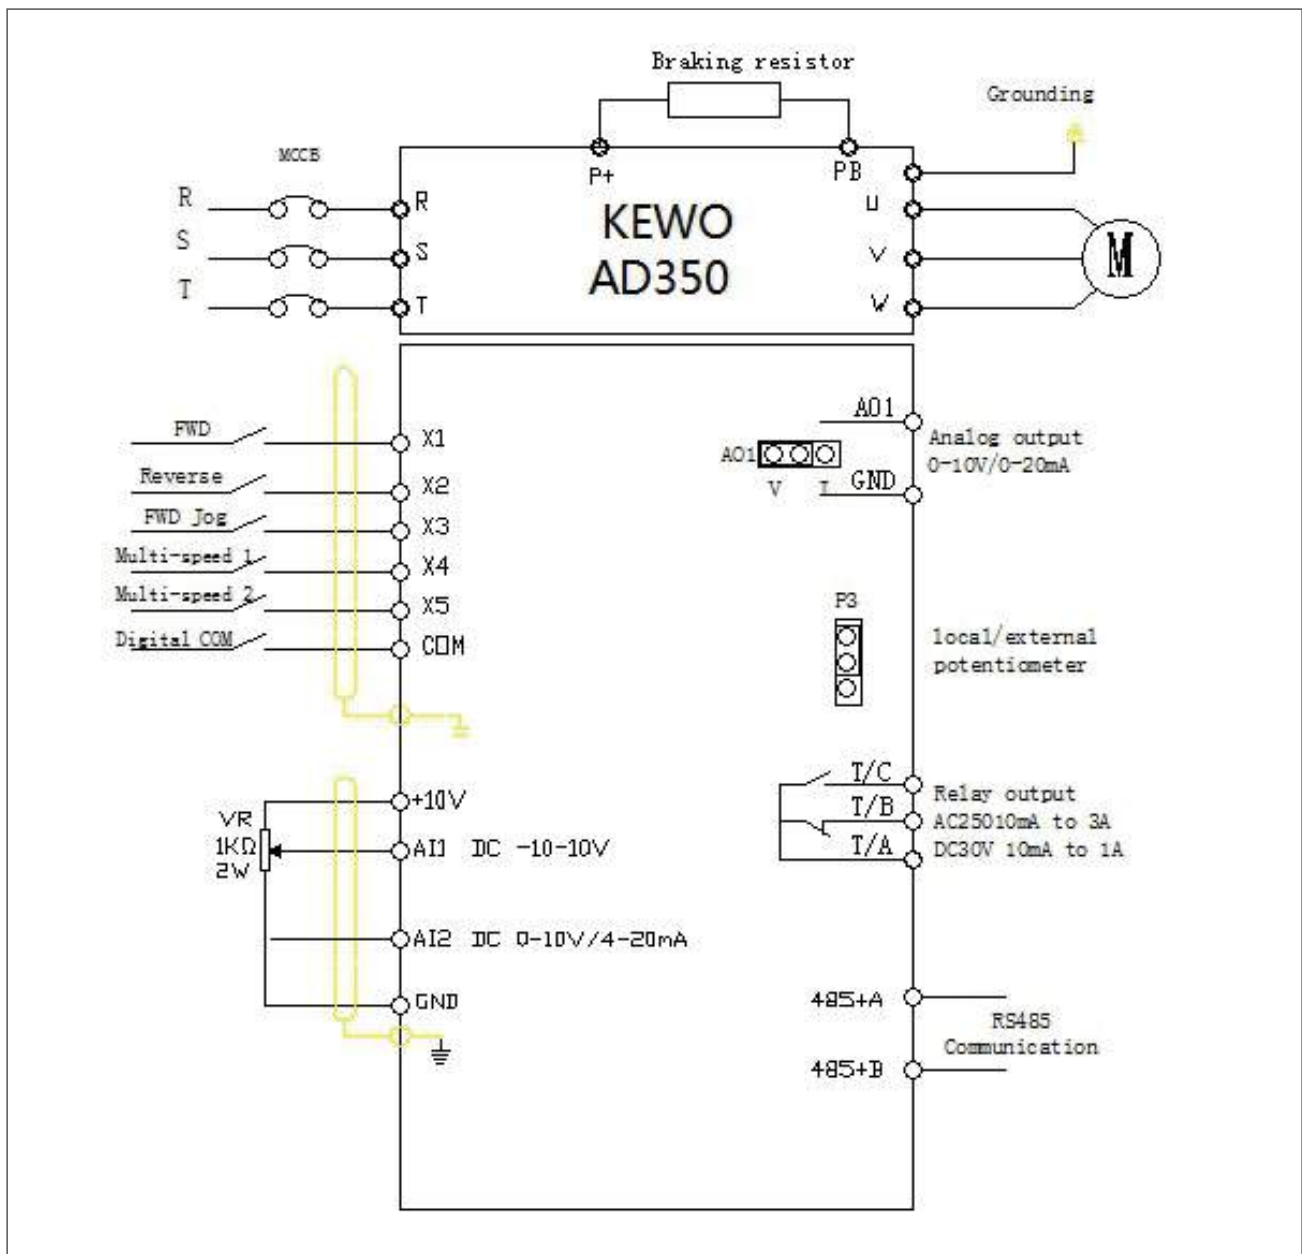 Braking resistor
Grounding
MCCB
P+
PB
R
R
U
KEWO
S
S
V
M
AD350
T
T
W
AO1
FWD
X1
Analog output
AO1
0-10V/0-20mA
Reverse
X2
V I
GND
FWD Jog
X3
Multi-speed 1
X4
Multi-speed 2
X5
P3
Digital COM
COM
local/external
potentiometer
T/C
+10V
Relay output
VR
T/B
AC25010mA to 3A
1KΩ
AI1 DC -10-10V
T/A
DC30V 10mA to 1A
2W
AI2 DC 0-10V/4-20mA
GND
485+A
RS485
Communication
485+B